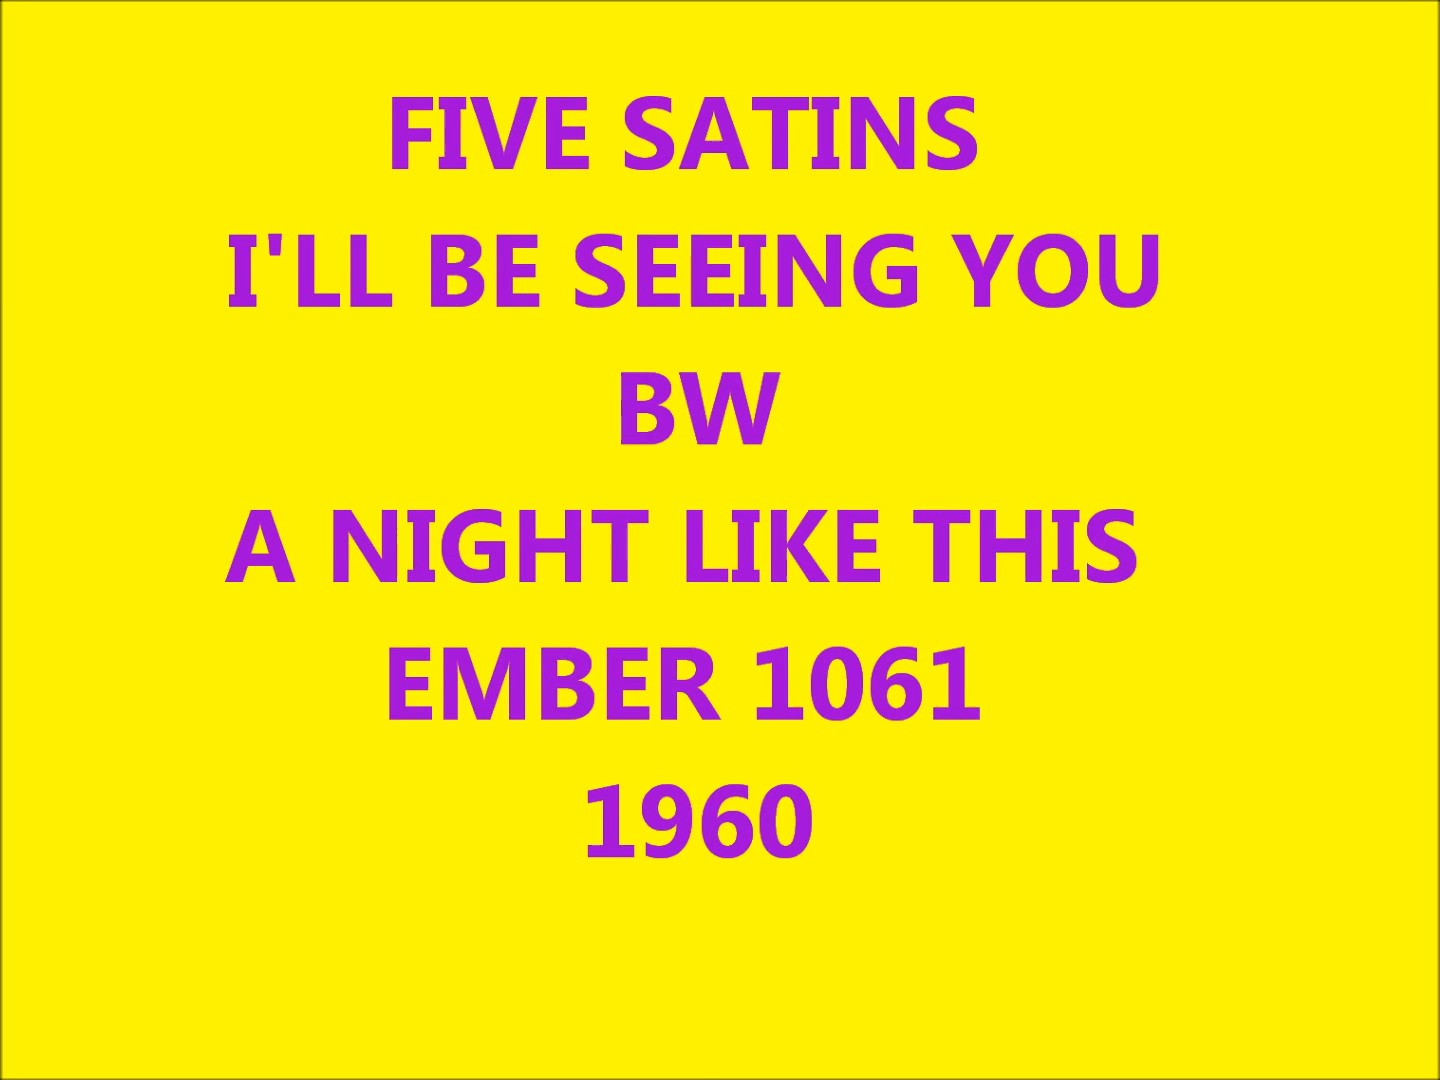 FIVE SATINS
I'LL BE SEEING YOU
BW
A NIGHT LIKE THIS
EMBER 1061
1960